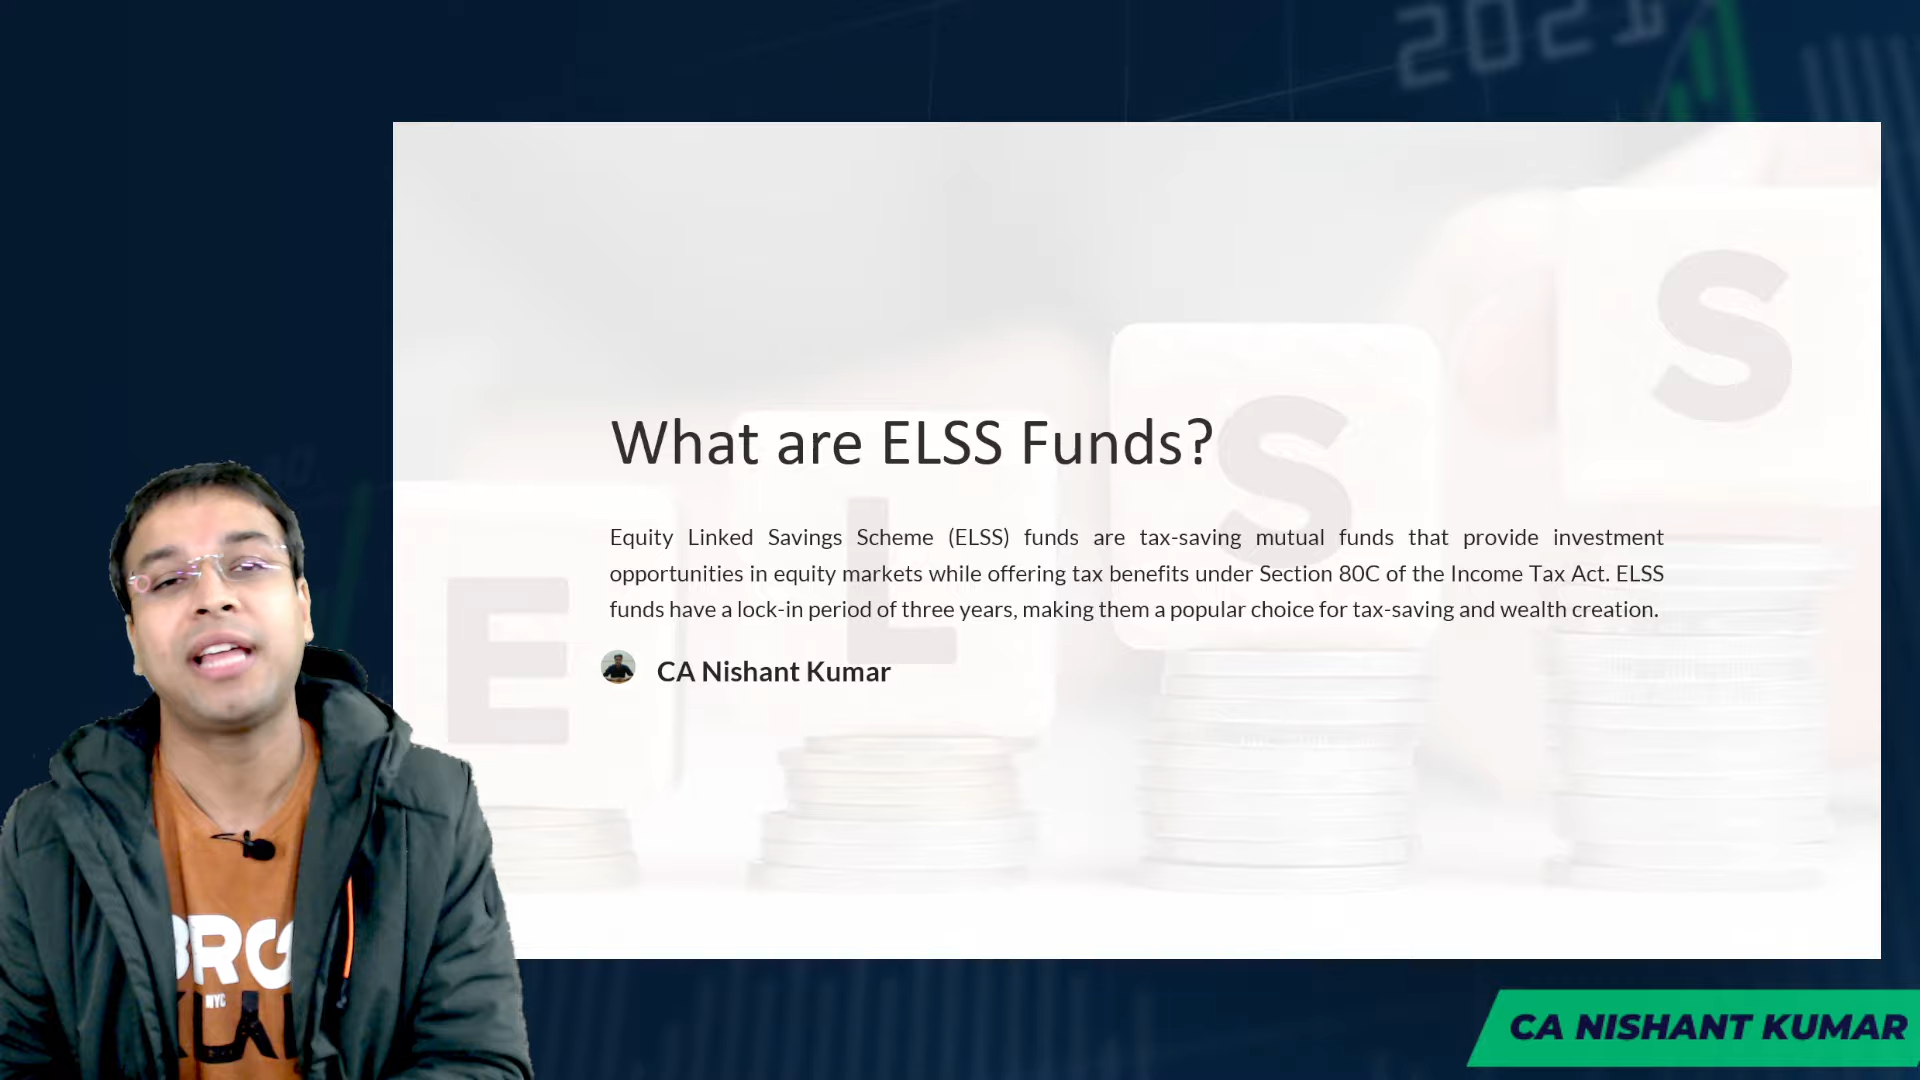 2021
What are ELSS Funds?
Equity Linked Savings Scheme (ELSS) funds are tax-saving mutual funds that provide investment
opportunities in equity markets while offering tax benefits under Section 80C of the Income Tax Act. ELSS
funds have a lock-in period of three years, making them a popular choice for tax-saving and wealth creation.
CA Nishant Kumar
E
L
S
S
NYC
CA NISHANT KUMAR